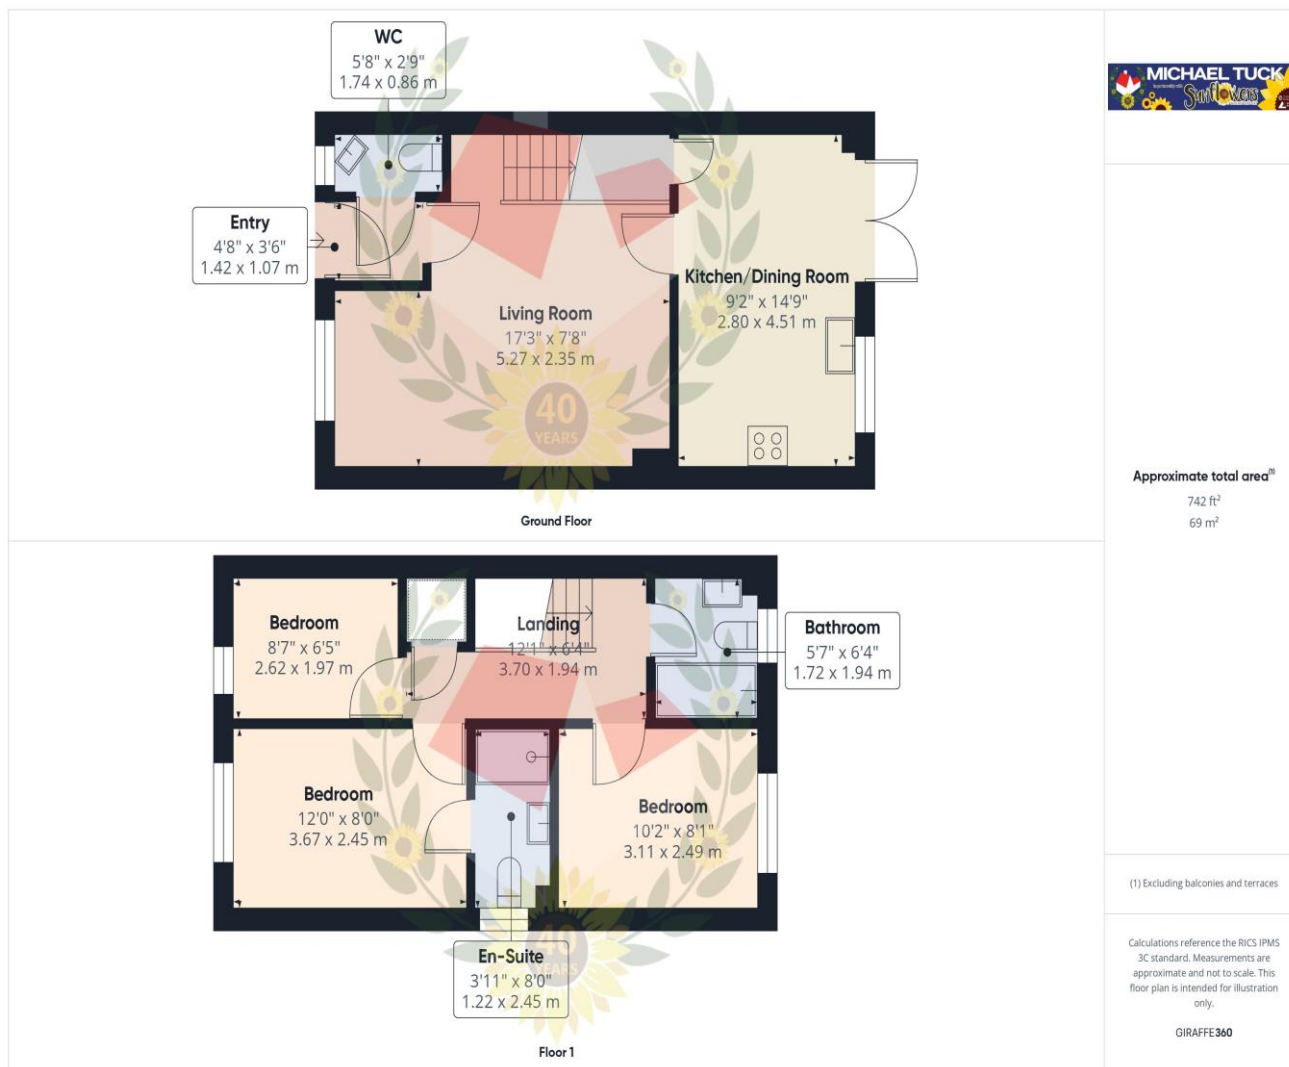 WC
5'8" x 2'9"
1.74 x 0.86 m
Entry
4'8" x 3'6"
1.42 x 1.07 m
Living Room
17'3" x 7'8"
5.27 x 2.35 m
Kitchen/Dining Room
9'2" x 14'9"
2.80 x 4.51 m
40
YEARS
Ground Floor
Bedroom
8'7" x 6'5"
2.62 x 1.97 m
Landing
12'1" x 6'4"
3.70 x 1.94 m
Bathroom
5'7" x 6'4"
1.72 x 1.94 m
Bedroom
12'0" x 8'0"
3.67 x 2.45 m
Bedroom
10'2" x 8'1"
3.11 x 2.49 m
En-Suite
3'11" x 8'0"
1.22 x 2.45 m
40
YEARS
Floor 1
MICHAEL TUCK
Sunflowers
Approximate total area(1)
742 ft²
69 m²
(1) Excluding balconies and terraces
Calculations reference the RICS IPMS
3C standard. Measurements are
approximate and not to scale. This
floor plan is intended for illustration
only.
GIRAFFE360